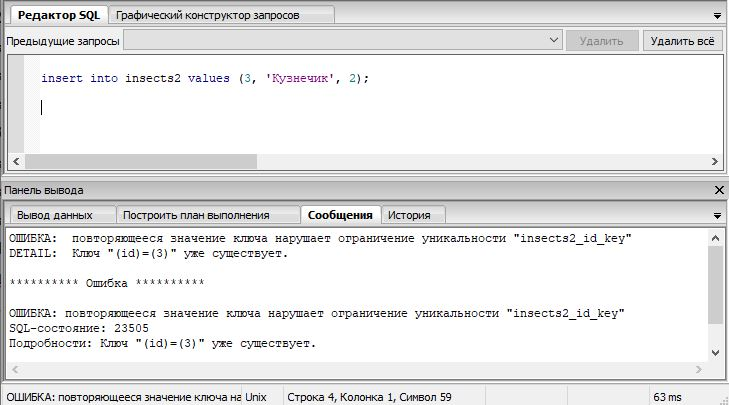 Редактор SQL Графический конструктор запросов
Предыдущие запросы Удалить Удалить всё
insert into insects2 values (3, 'Кузнечик', 2);
Панель вывода
Вывод данных Построить план выполнения Сообщения История
ОШИБКА:  повторяющееся значение ключа нарушает ограничение уникальности "insects2_id_key"
DETAIL:  Ключ "(id)=(3)" уже существует.
********** Ошибка **********
ОШИБКА: повторяющееся значение ключа нарушает ограничение уникальности "insects2_id_key"
SQL-состояние: 23505
Подробности: Ключ "(id)=(3)" уже существует.
ОШИБКА: повторяющееся значение ключа на Unix Строка 4, Колонка 1, Символ 59 63 ms